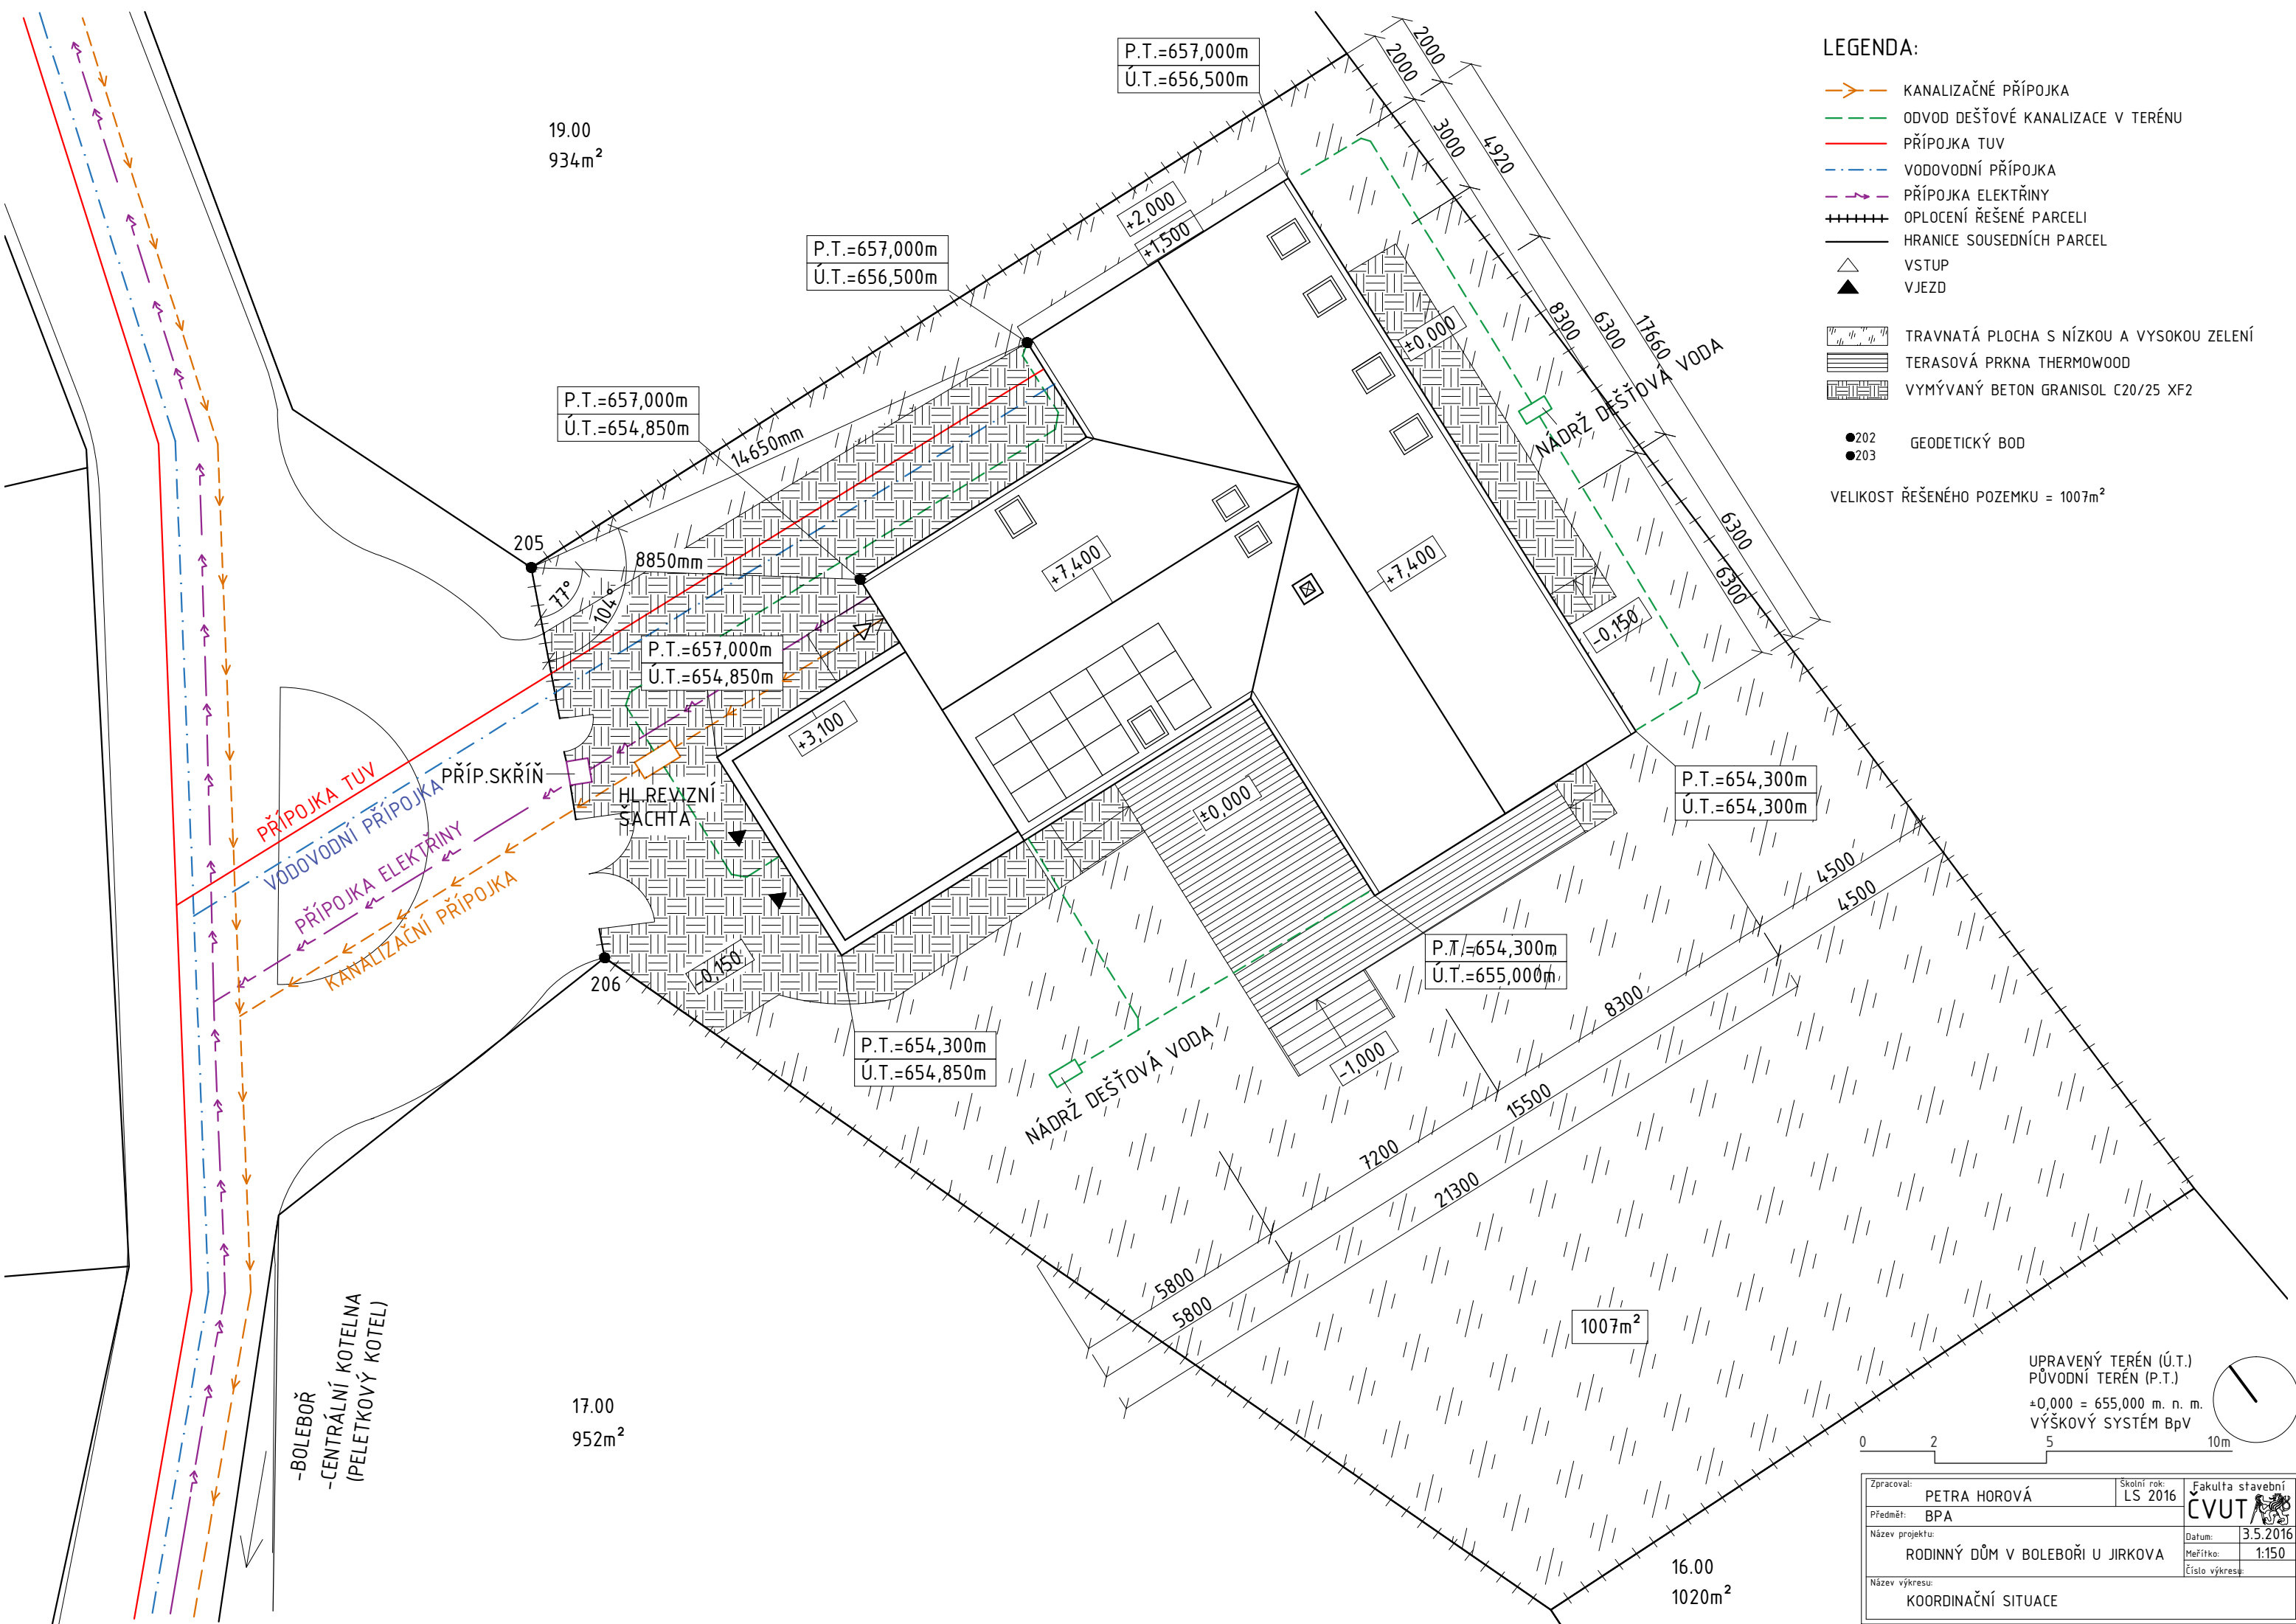 LEGENDA:
KANALIZAČNÉ PŘÍPOJKA
ODVOD DEŠŤOVÉ KANALIZACE V TERÉNU
PŘÍPOJKA TUV
VODOVODNÍ PŘÍPOJKA
PŘÍPOJKA ELEKTŘINY
OPLOCENÍ ŘEŠENÉ PARCELI
HRANICE SOUSEDNÍCH PARCEL
VSTUP
VJEZD
TRAVNATÁ PLOCHA S NÍZKOU A VYSOKOU ZELENÍ
TERASOVÁ PRKNA THERMOWOOD
VYMÝVANÝ BETON GRANISOL C20/25 XF2
202
203
GEODETICKÝ BOD
VELIKOST ŘEŠENÉHO POZEMKU = 1007m²
P.T.=657,000m
Ú.T.=656,500m
19.00
934m²
2000
2000
3000
4920
+2,000
+1,500
P.T.=657,000m
Ú.T.=656,500m
8300
6300
17660
±0,000
NÁDRŽ DEŠŤOVÁ VODA
P.T.=657,000m
Ú.T.=654,850m
14650mm
6300
6300
205
8850mm
77°
104°
+7,400
+7,400
-0,150
P.T.=657,000m
Ú.T.=654,850m
+3,100
PŘÍP.SKŘÍŇ
HL.REVIZNÍ
ŠACHTA
±0,000
P.T.=654,300m
Ú.T.=654,300m
PŘÍPOJKA TUV
VODOVODNÍ PŘÍPOJKA
PŘÍPOJKA ELEKTŘINY
KANALIZAČNÍ PŘÍPOJKA
4500
4500
P.T.=654,300m
Ú.T.=655,000m
-0,150
206
8300
P.T.=654,300m
Ú.T.=654,850m
-1,000
NÁDRŽ DEŠŤOVÁ VODA
15500
7200
21300
5800
5800
1007m²
-BOLEBOŘ
-CENTRÁLNÍ KOTELNA
(PELETKOVÝ KOTEL)
17.00
952m²
16.00
1020m²
UPRAVENÝ TERÉN (Ú.T.)
PŮVODNÍ TERÉN (P.T.)
±0,000 = 655,000 m. n. m.
VÝŠKOVÝ SYSTÉM BpV
0 2 5 10m
Zpracoval: PETRA HOROVÁ
Školní rok: LS 2016
Fakulta stavební
ČVUT
Předmět: BPA
Název projektu:
RODINNÝ DŮM V BOLEBOŘI U JIRKOVA
Datum: 3.5.2016
Meřítko: 1:150
Číslo výkresu:
Název výkresu:
KOORDINAČNÍ SITUACE